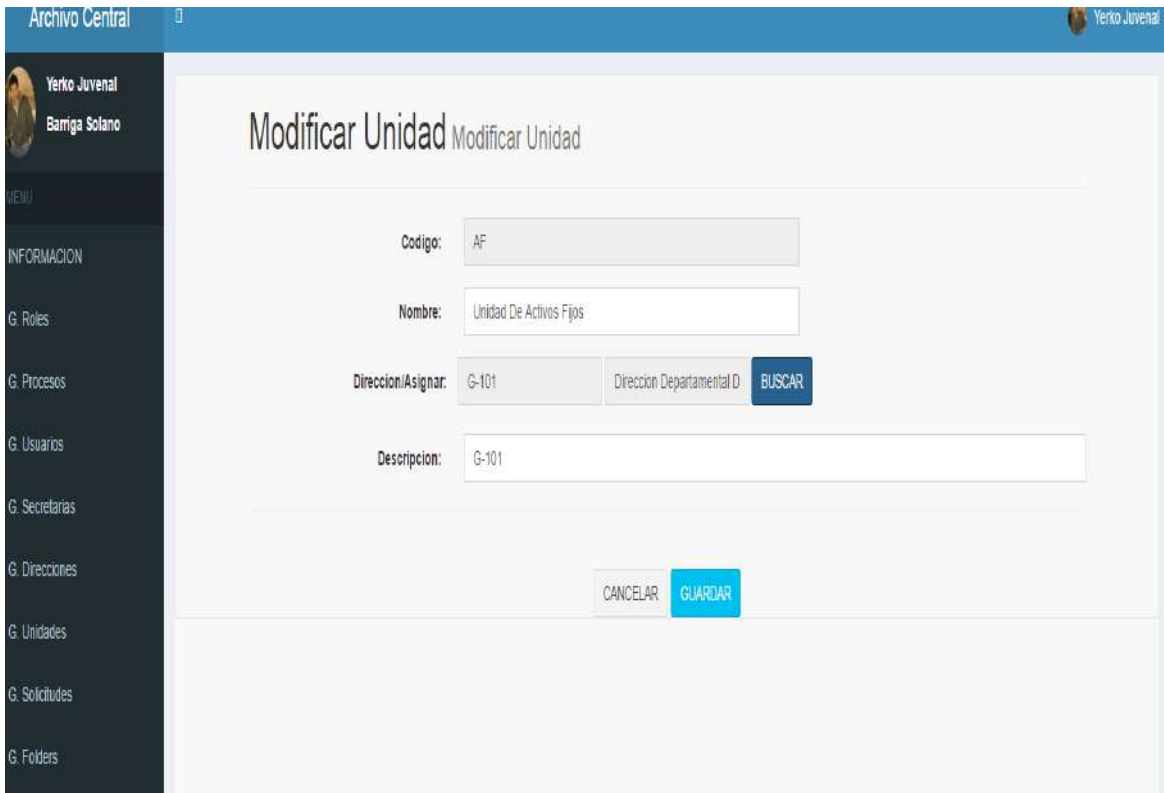 Archivo Central
Yerko Juvenal
Yerko Juvenal
Barriga Solano
MENU
INFORMACION
G. Roles
G. Procesos
G. Usuarios
G. Secretarias
G. Direcciones
G. Unidades
G. Solicitudes
G. Folders
Modificar Unidad Modificar Unidad
Codigo: AF
Nombre: Unidad De Activos Fijos
Direccion/Asignar: G-101 Direccion Departamental D BUSCAR
Descripcion: G-101
CANCELAR GUARDAR